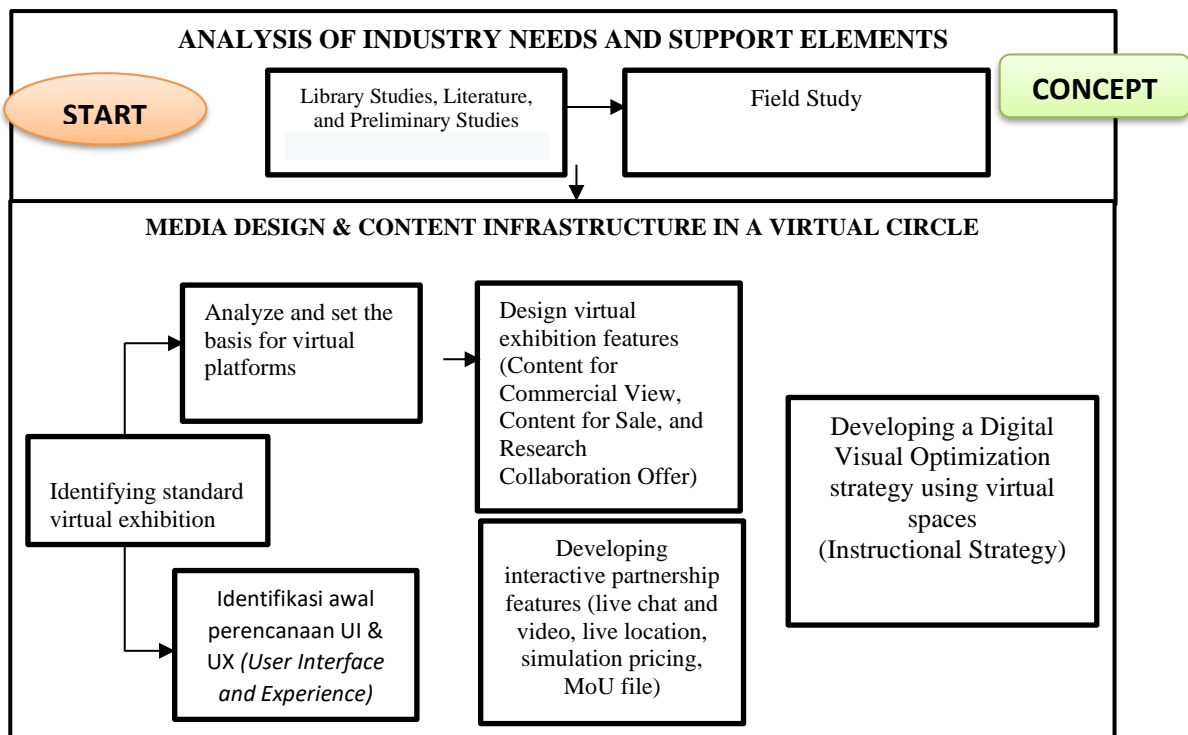 ANALYSIS OF INDUSTRY NEEDS AND SUPPORT ELEMENTS
START
Library Studies, Literature,
and Preliminary Studies
Field Study
CONCEPT
MEDIA DESIGN & CONTENT INFRASTRUCTURE IN A VIRTUAL CIRCLE
Analyze and set the
basis for virtual
platforms
Design virtual
exhibition features
(Content for
Commercial View,
Content for Sale, and
Research
Collaboration Offer)
Developing a Digital
Visual Optimization
strategy using virtual
spaces
(Instructional Strategy)
Identifying standard
virtual exhibition
Identifikasi awal
perencanaan UI &
UX (User Interface
and Experience)
Developing
interactive partnership
features (live chat and
video, live location,
simulation pricing,
MoU file)